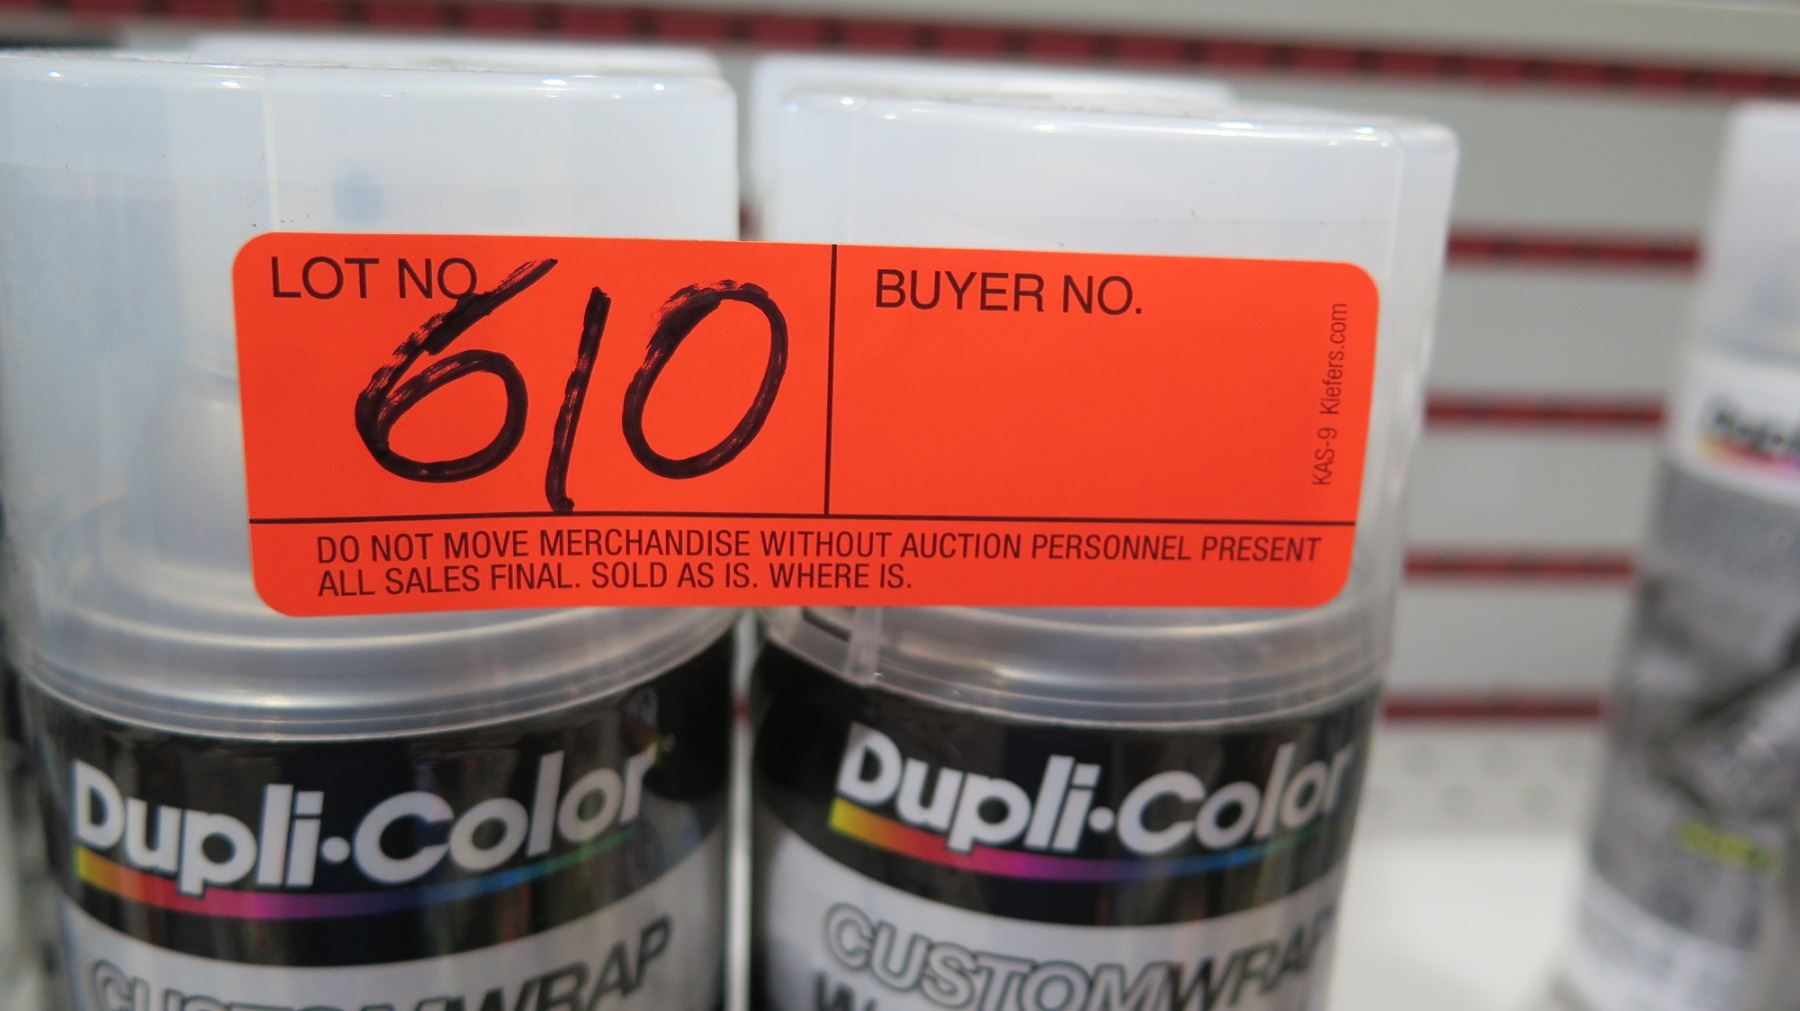 LOT NO. 610
BUYER NO.
KAS-9 Kiefers.com
DO NOT MOVE MERCHANDISE WITHOUT AUCTION PERSONNEL PRESENT
ALL SALES FINAL. SOLD AS IS. WHERE IS.
Dupli·Color
CUSTOMWRAP
Dupli·Color
CUSTOMWRAP